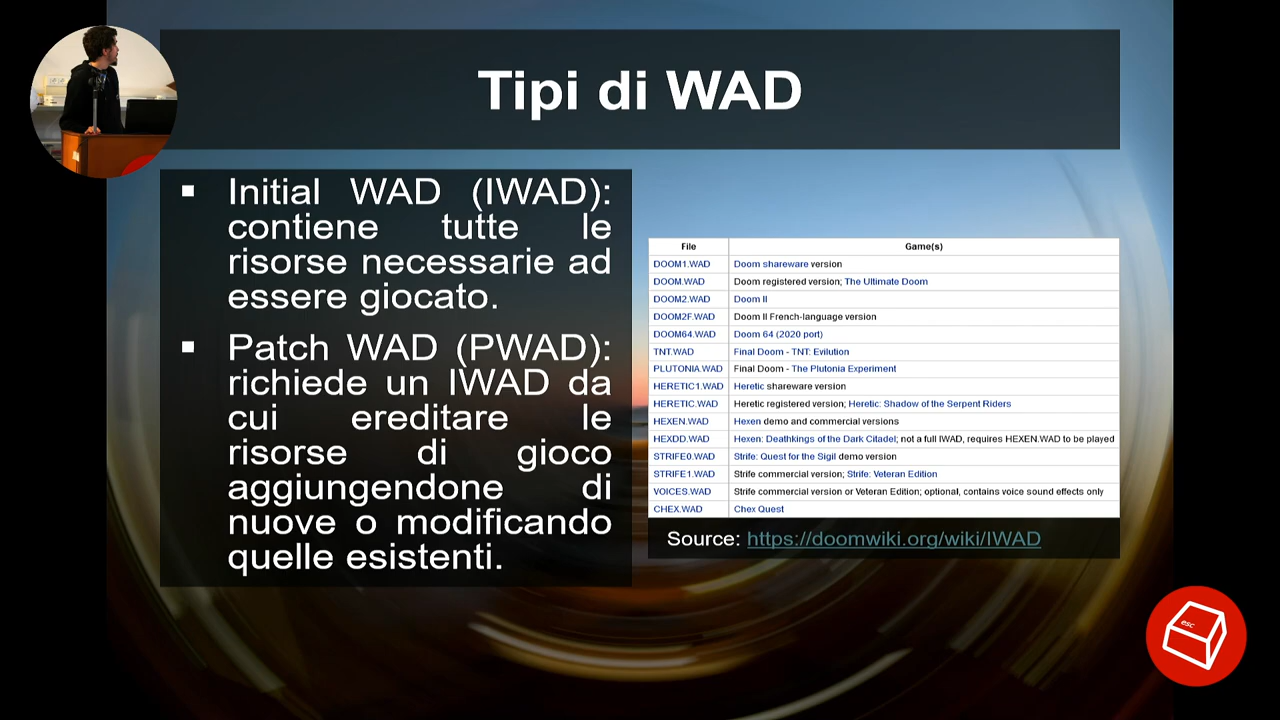 Tipi di WAD
▪ Initial WAD (IWAD):
contiene tutte le
risorse necessarie ad
essere giocato.
▪ Patch WAD (PWAD):
richiede un IWAD da
cui ereditare le
risorse di gioco
aggiungendone di
nuove o modificando
quelle esistenti.
File Game(s)
DOOM1.WAD Doom shareware version
DOOM.WAD Doom registered version; The Ultimate Doom
DOOM2.WAD Doom II
DOOM2F.WAD Doom II French-language version
DOOM64.WAD Doom 64 (2020 port)
TNT.WAD Final Doom - TNT: Evilution
PLUTONIA.WAD Final Doom - The Plutonia Experiment
HERETIC1.WAD Heretic shareware version
HERETIC.WAD Heretic registered version; Heretic: Shadow of the Serpent Riders
HEXEN.WAD Hexen demo and commercial versions
HEXDD.WAD Hexen: Deathkings of the Dark Citadel; not a full IWAD, requires HEXEN.WAD to be played
STRIFE0.WAD Strife: Quest for the Sigil demo version
STRIFE1.WAD Strife commercial version; Strife: Veteran Edition
VOICES.WAD Strife commercial version or Veteran Edition; optional, contains voice sound effects only
CHEX.WAD Chex Quest
Source: https://doomwiki.org/wiki/IWAD
esc